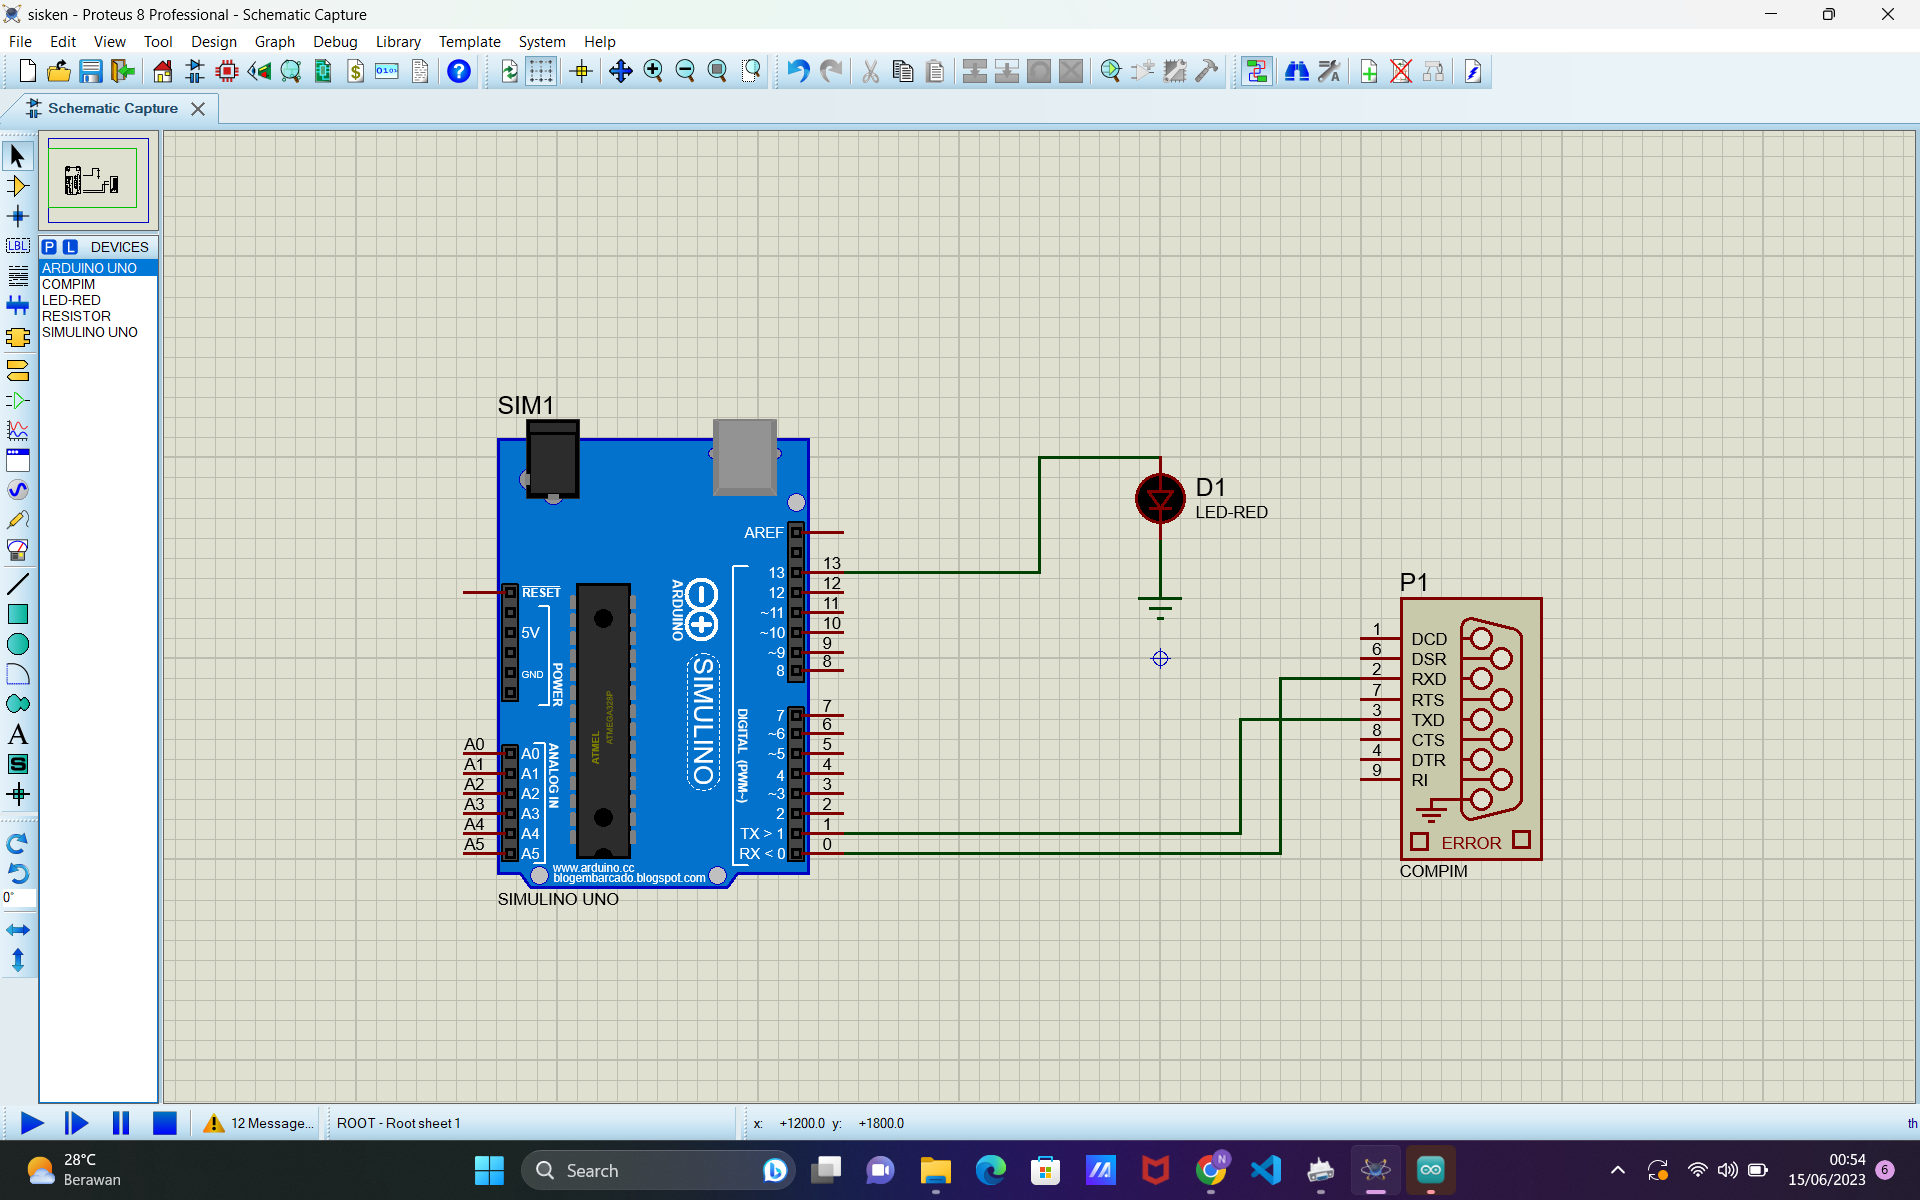 sisken - Proteus 8 Professional - Schematic Capture
File Edit View Tool Design Graph Debug Library Template System Help
Schematic Capture
P L DEVICES
ARDUINO UNO
COMPIM
LED-RED
RESISTOR
SIMULINO UNO
LBL
A
S
0°
SIM1
AREF
13 13
12 12
~11 11
~10 10
~9 9
8 8
7 7
~6 6
~5 5
4 4
~3 3
2 2
TX > 1 1
RX < 0 0
RESET
5V
GND
POWER
A0 A0
A1 A1
A2 A2
A3 A3
A4 A4
A5 A5
ANALOG IN
ATMEL
ATMEGA328P
ARDUINO
SIMULINO
DIGITAL (PWM~)
www.arduino.cc
blogembarcado.blogspot.com
SIMULINO UNO
D1
LED-RED
P1
1 DCD
6 DSR
2 RXD
7 RTS
3 TXD
8 CTS
4 DTR
9 RI
ERROR
COMPIM
12 Message...
ROOT - Root sheet 1
x: +1200.0 y: +1800.0
th
28°C
Berawan
Search
N
00:54
15/06/2023
6